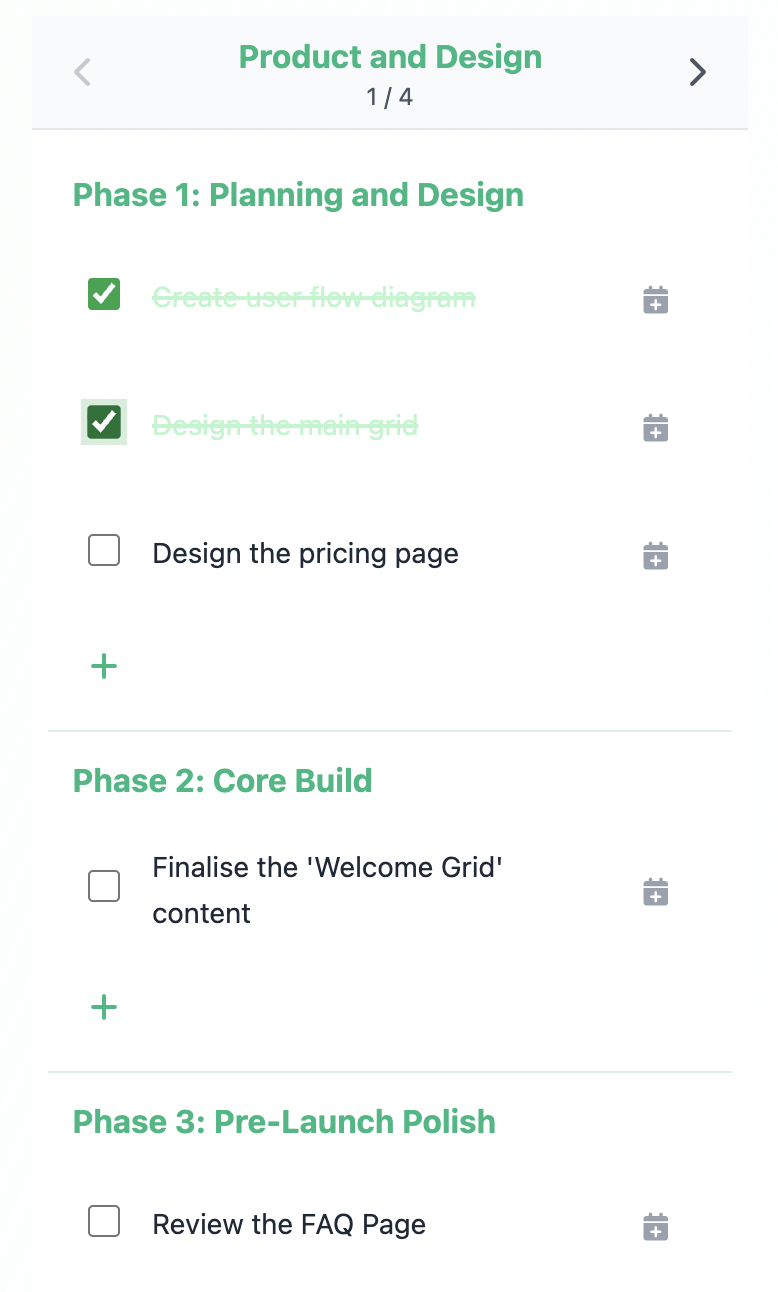 Product and Design
1 / 4
Phase 1: Planning and Design
Create user flow diagram
Design the main grid
Design the pricing page
Phase 2: Core Build
Finalise the 'Welcome Grid'
content
Phase 3: Pre-Launch Polish
Review the FAQ Page